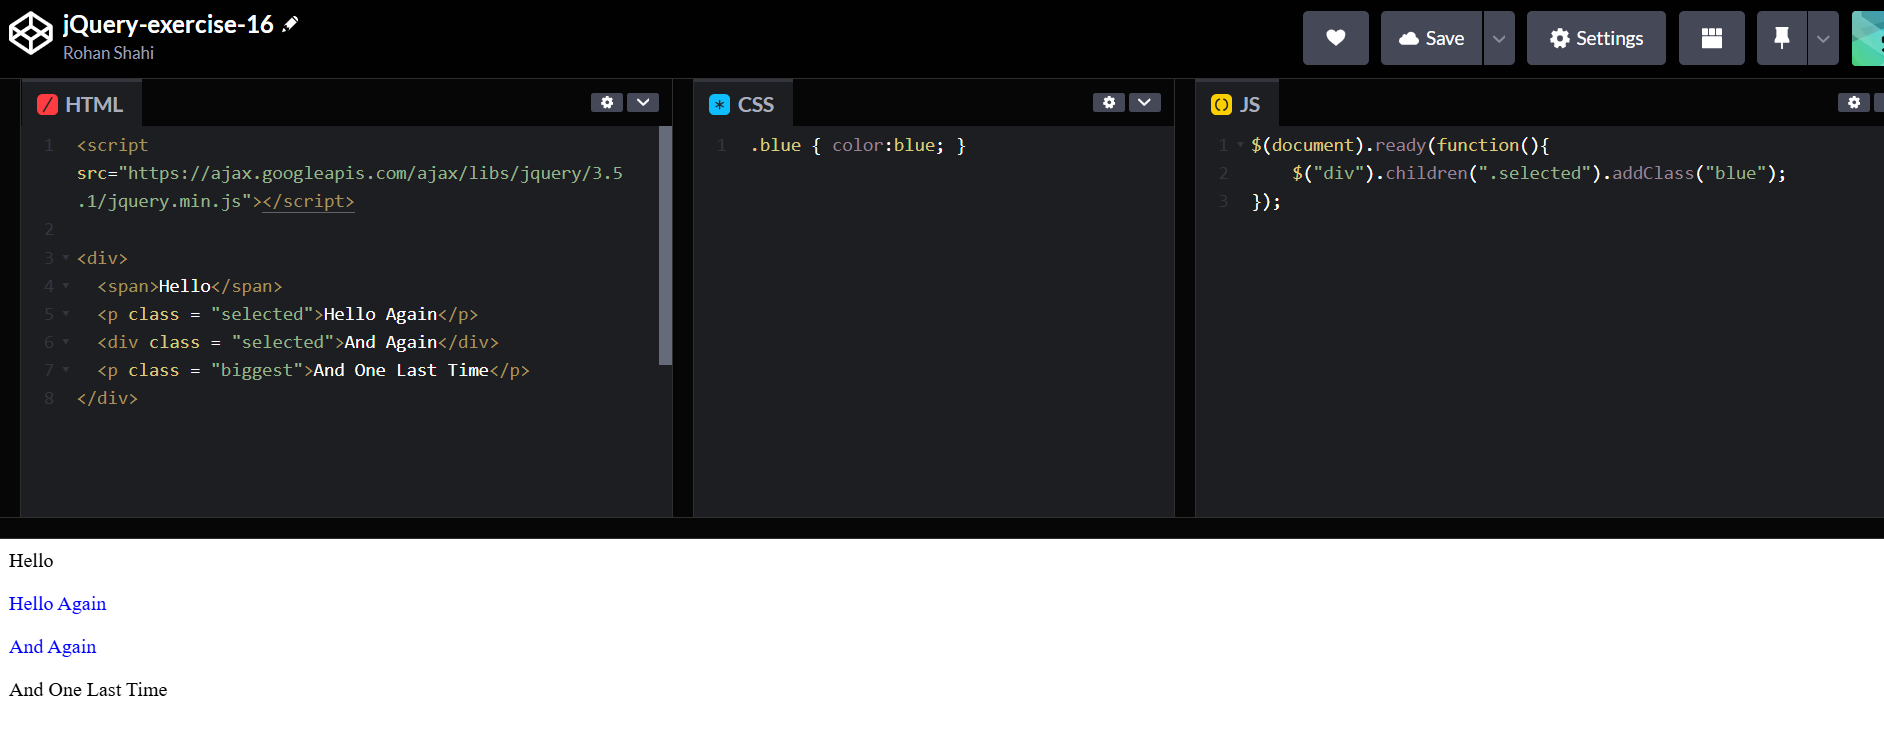 jQuery-exercise-16
Rohan Shahi
Save
Settings
HTML
1 <script
src="https://ajax.googleapis.com/ajax/libs/jquery/3.5
.1/jquery.min.js"></script>
2
3 <div>
4 <span>Hello</span>
5 <p class = "selected">Hello Again</p>
6 <div class = "selected">And Again</div>
7 <p class = "biggest">And One Last Time</p>
8 </div>
CSS
1 .blue { color:blue; }
JS
1 $(document).ready(function(){
2 $("div").children(".selected").addClass("blue");
3 });
Hello
Hello Again
And Again
And One Last Time